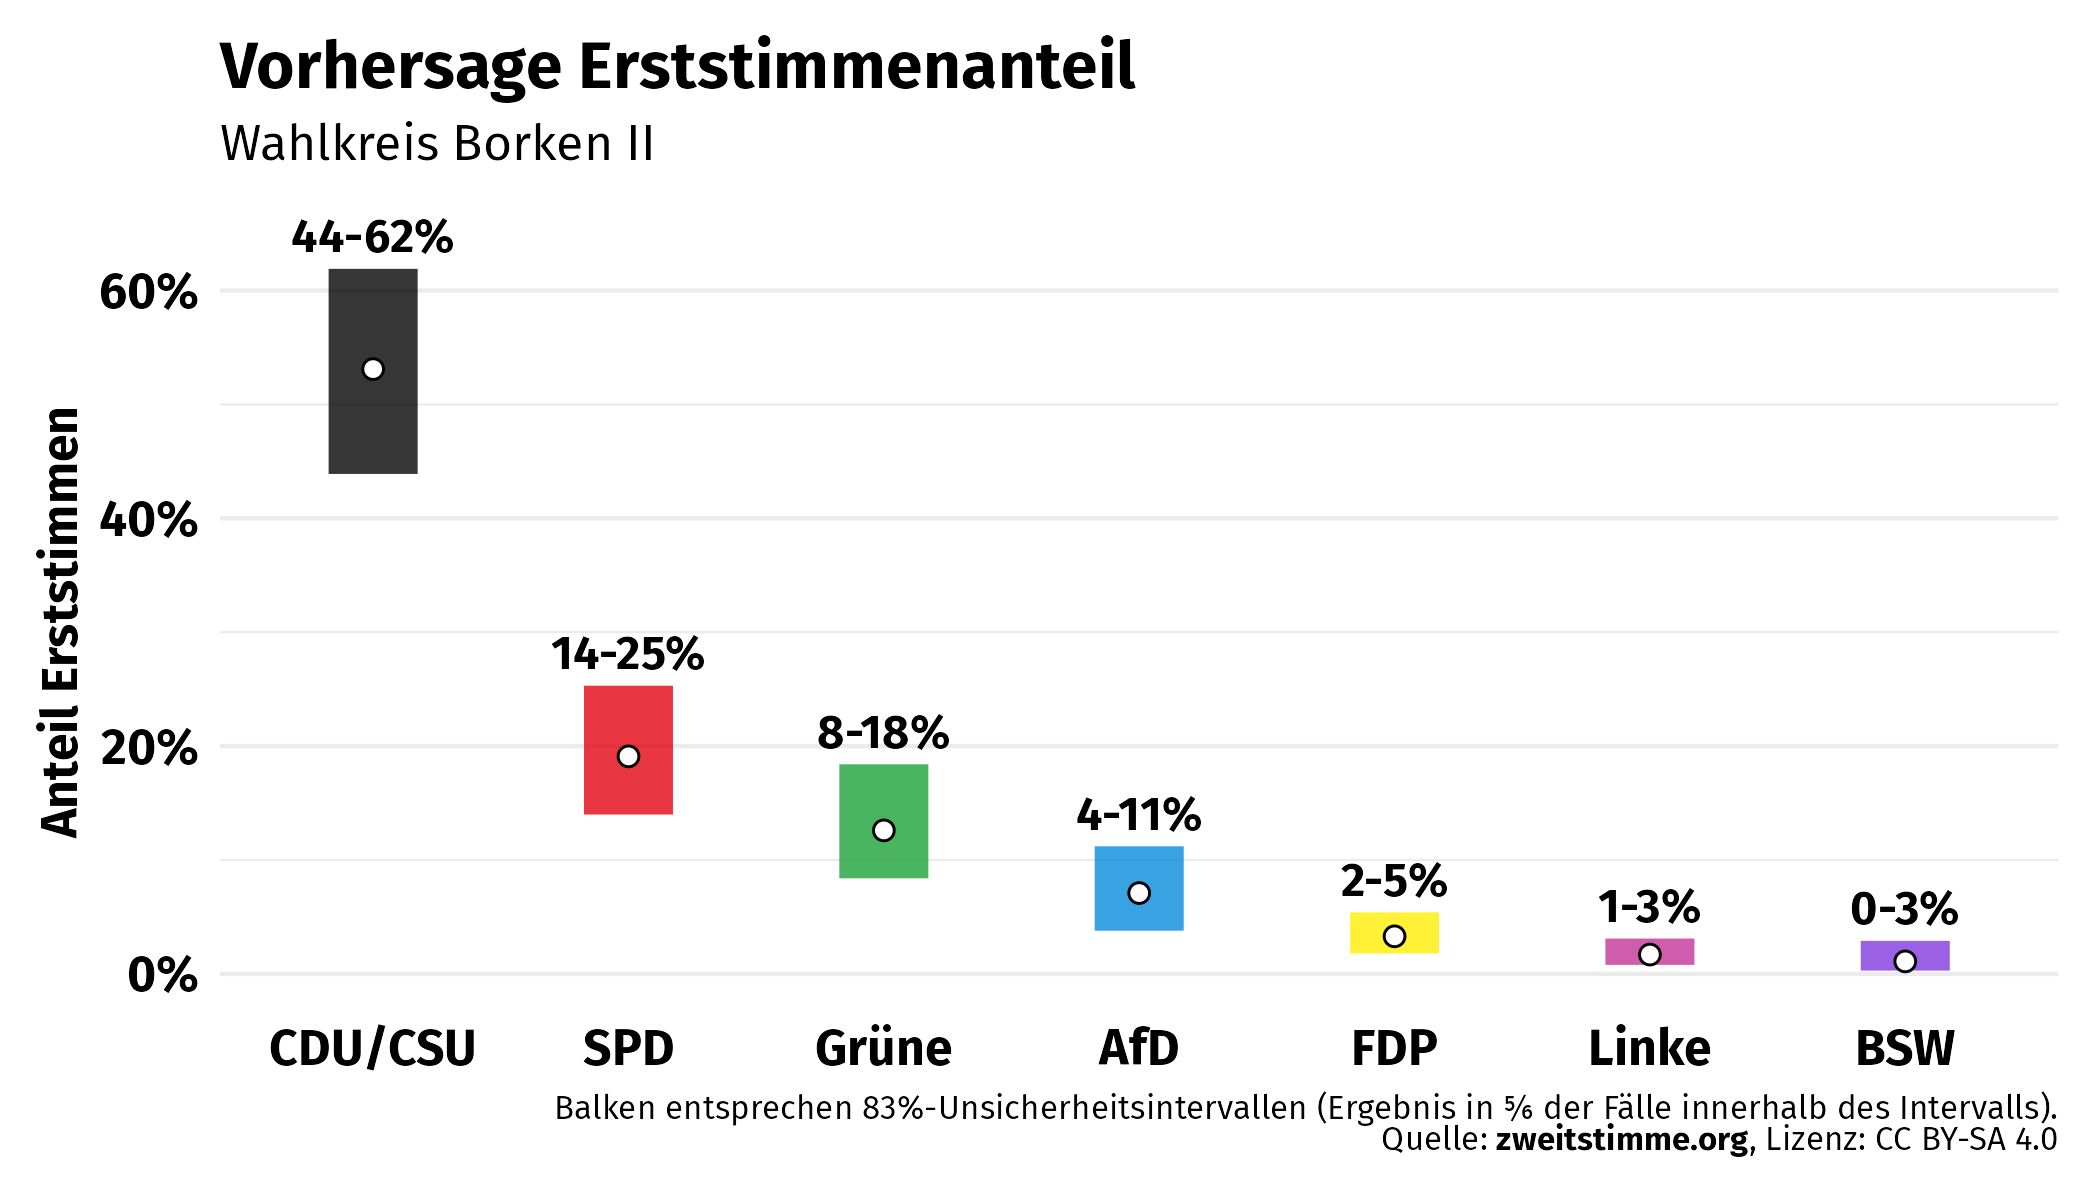 Vorhersage Erststimmenanteil
Wahlkreis Borken II
Anteil Erststimmen
60%
40%
20%
0%
44-62%
14-25%
8-18%
4-11%
2-5%
1-3%
0-3%
CDU/CSU SPD Grüne AfD FDP Linke BSW
Balken entsprechen 83%-Unsicherheitsintervallen (Ergebnis in ⅚ der Fälle innerhalb des Intervalls).
Quelle: zweitstimme.org, Lizenz: CC BY-SA 4.0